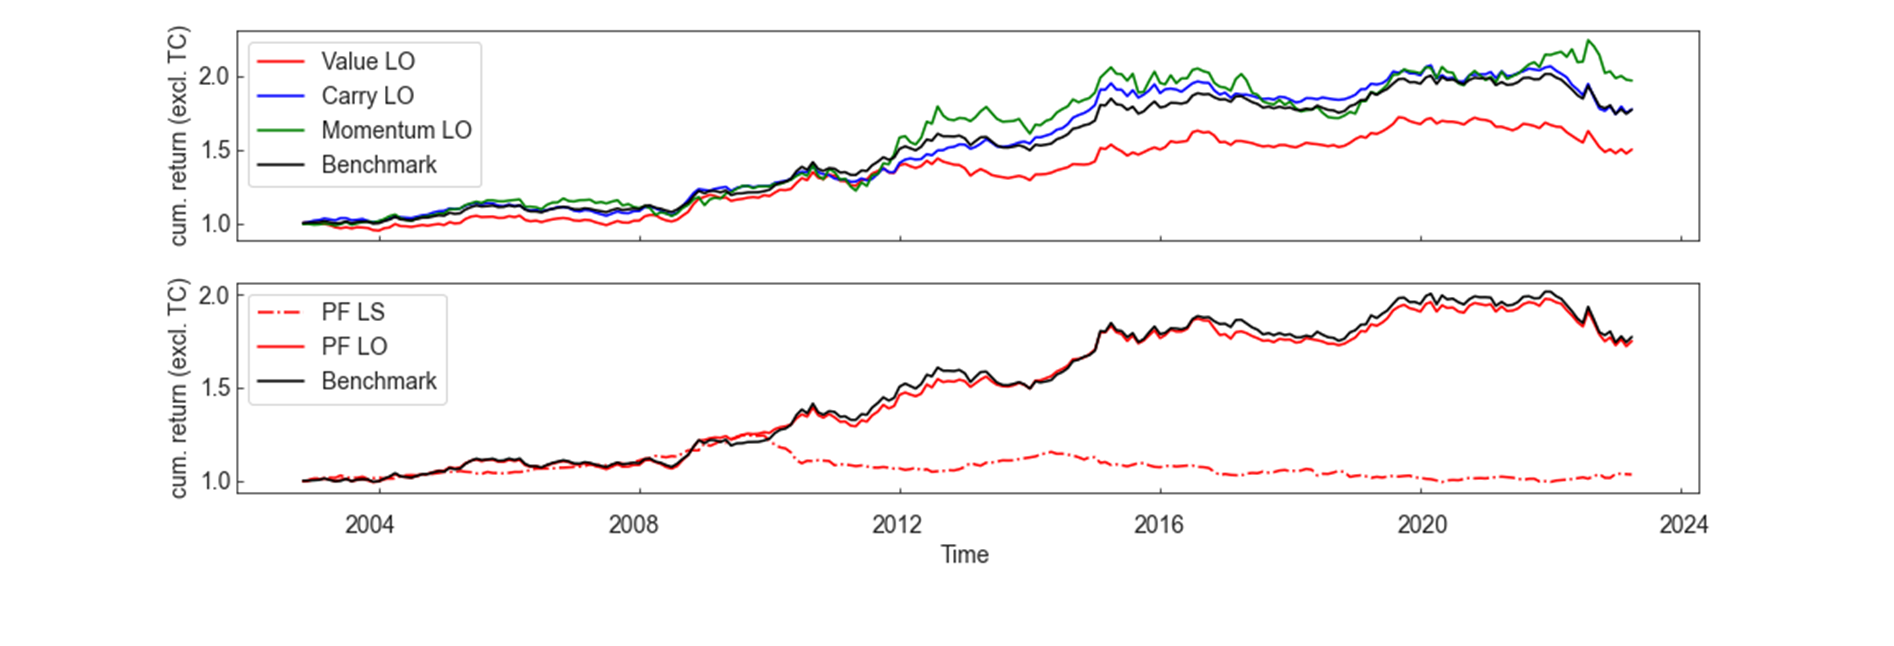 cum. return (excl. TC)
2.0
1.5
1.0
Value LO
Carry LO
Momentum LO
Benchmark
cum. return (excl. TC)
2.0
1.5
1.0
PF LS
PF LO
Benchmark
2004 2008 2012 2016 2020 2024
Time